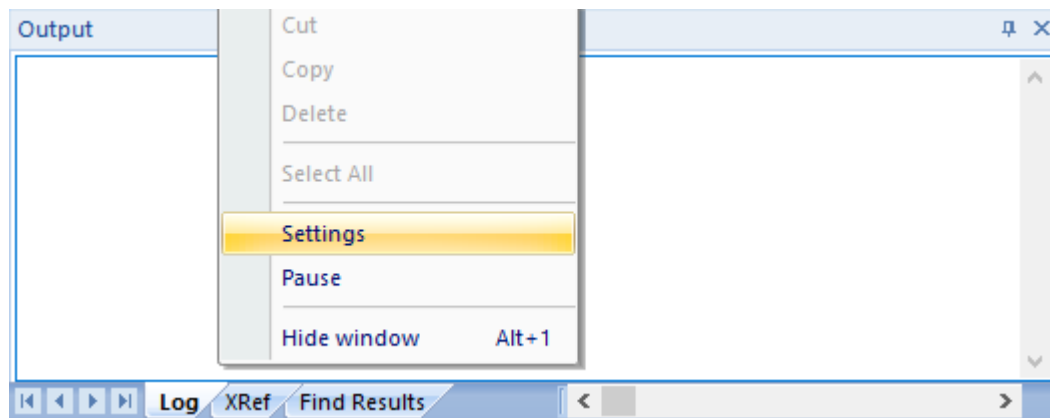 Output
Cut
Copy
Delete
Select All
Settings
Pause
Hide window Alt+1
Log XRef Find Results